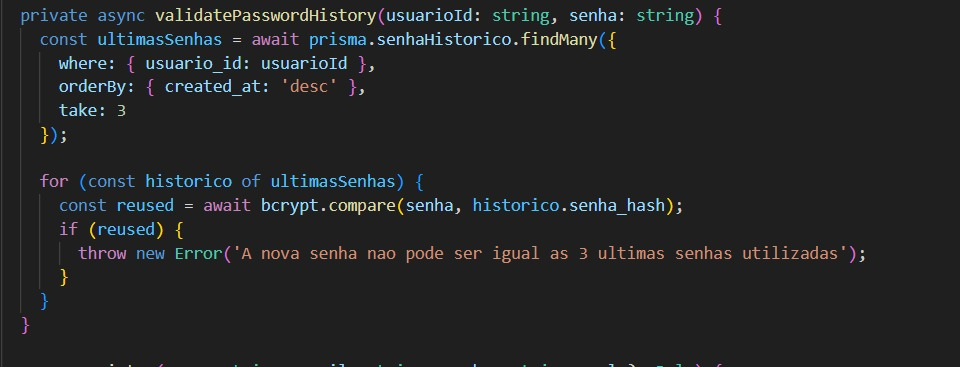 private async validatePasswordHistory(usuarioId: string, senha: string) {
  const ultimasSenhas = await prisma.senhaHistorico.findMany({
    where: { usuario_id: usuarioId },
    orderBy: { created_at: 'desc' },
    take: 3
  });

  for (const historico of ultimasSenhas) {
    const reused = await bcrypt.compare(senha, historico.senha_hash);
    if (reused) {
      throw new Error('A nova senha nao pode ser igual as 3 ultimas senhas utilizadas');
    }
  }
}